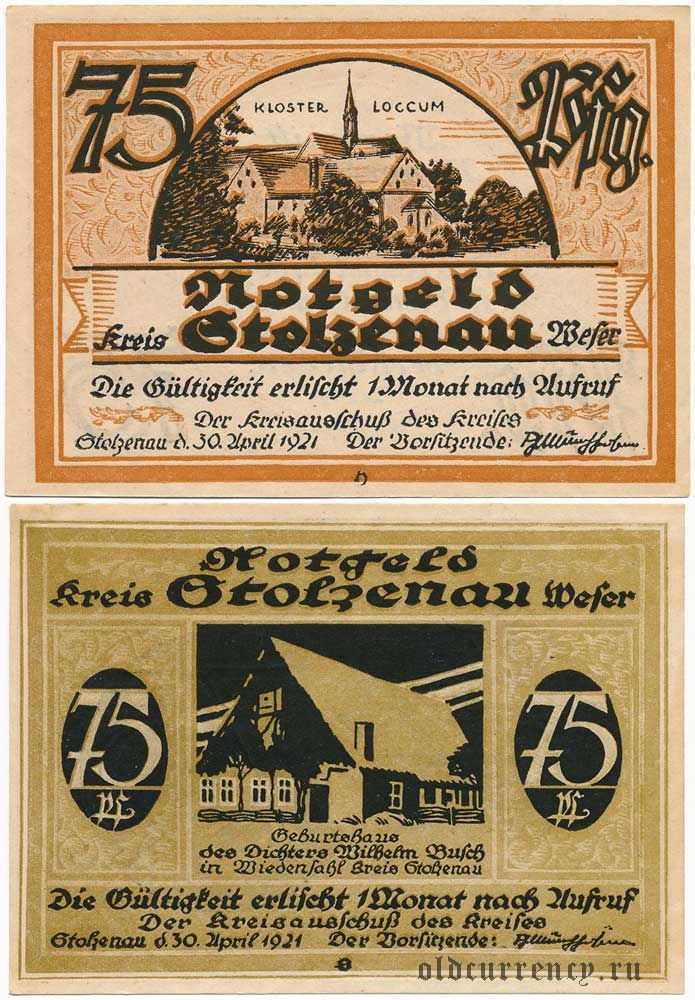 75 Pfg.
KLOSTER LOCCUM
Notgeld
Kreis Stolzenau Weser
Die Gültigkeit erlischt 1 Monat nach Aufruf
Der Kreisausschuß des Kreises
Stolzenau d. 30. April 1921 Der Vorsitzende:
h
Notgeld
Kreis Stolzenau Weser
75 75
Pf. Pf.
Geburtshaus
des Dichters Wilhelm Busch
in Wiedensahl Kreis Stolzenau
Die Gültigkeit erlischt 1 Monat nach Aufruf
Der Kreisausschuß des Kreises
Stolzenau d. 30. April 1921 Der Vorsitzende:
oldcurrency.ru